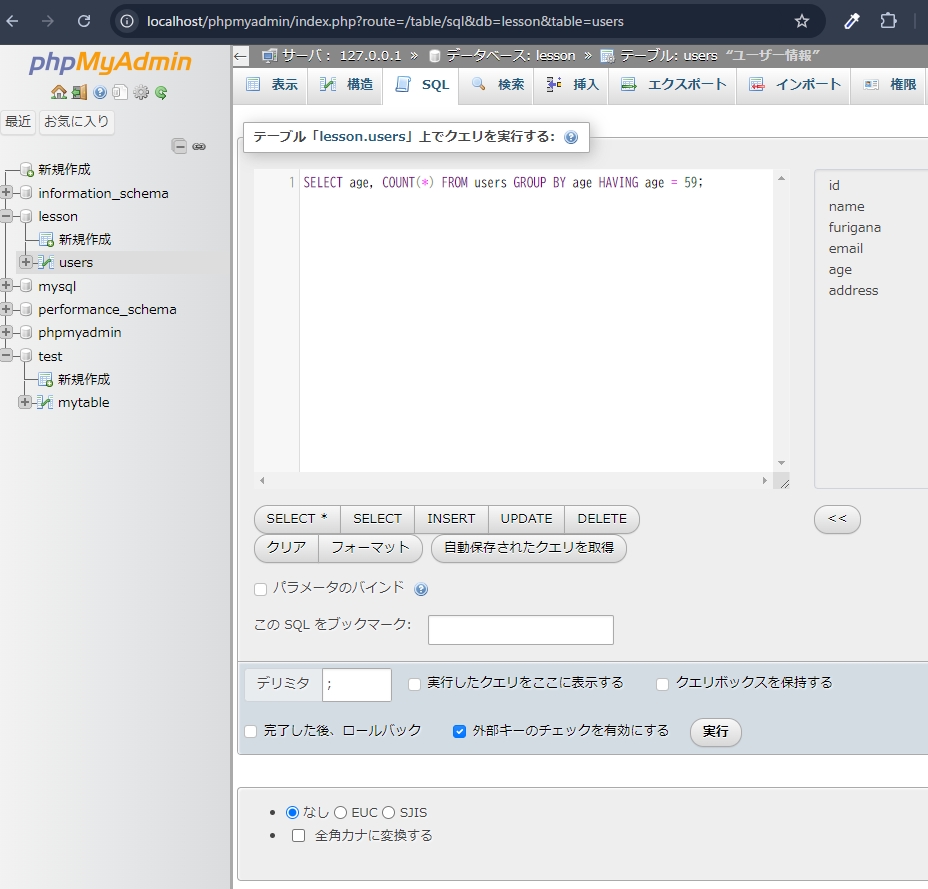 localhost/phpmyadmin/index.php?route=/table/sql&db=lesson&table=users
phpMyAdmin
最近 お気に入り
新規作成
information_schema
lesson
新規作成
users
mysql
performance_schema
phpmyadmin
test
新規作成
mytable
サーバ: 127.0.0.1 » データベース: lesson » テーブル: users “ユーザー情報”
表示 構造 SQL 検索 挿入 エクスポート インポート 権限
テーブル「lesson.users」上でクエリを実行する:
1 SELECT age, COUNT(*) FROM users GROUP BY age HAVING age = 59;
id
name
furigana
email
age
address
SELECT * SELECT INSERT UPDATE DELETE
<<
クリア フォーマット 自動保存されたクエリを取得
パラメータのバインド
この SQL をブックマーク:
デリミタ ; 実行したクエリをここに表示する クエリボックスを保持する
完了した後、ロールバック 外部キーのチェックを有効にする 実行
なし EUC SJIS
全角カナに変換する